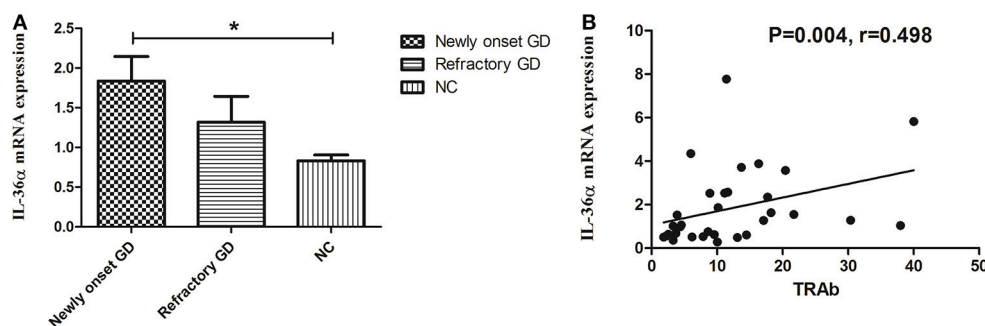 A
IL-36α mRNA expression
2.5
2.0
1.5
1.0
0.5
0.0
*
Newly onset GD
Refractory GD
NC
Newly onset GD
Refractory GD
NC
B
P=0.004, r=0.498
IL-36α mRNA expression
10
8
6
4
2
0
0 10 20 30 40 50
TRAb